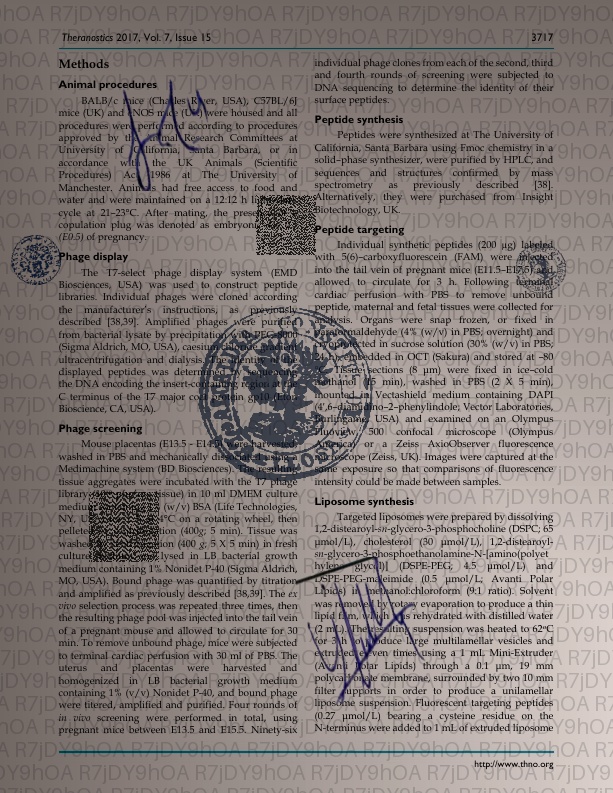 Theranostics 2017, Vol. 7, Issue 15
3717
Methods
Animal procedures
BALB/c mice (Charles River, USA), C57BL/6J
mice (UK) and eNOS mice were housed and all
procedures were performed according to procedures
approved by the Animal Research Committees at
University of California, Santa Barbara, or in
accordance with the UK Animals (Scientific
Procedures) Act 1986 at The University of
Manchester. Animals had free access to food and
water and were maintained on a 12:12 h
cycle at 21–23°C. After mating, the
copulation plug was denoted as
(E0.5) of pregnancy.
Phage display
The T7-select phage display system (EMD
Biosciences, USA) was used to construct peptide
libraries. Individual phages were cloned according
the manufacturer's instructions, as previously
described [38,39]. Amplified phages were purified
from bacterial lysate by precipitation with PEG-8000
(Sigma Aldrich, MO, USA), caesium
ultracentrifugation and dialysis. The identity of the
displayed peptides was determined by sequencing
the DNA encoding the insert-containing region at the
C terminus of the T7 major coat protein gp10
Bioscience, CA, USA).
Phage screening
Mouse placentas (E13.5 - E14.5) were harvested,
washed in PBS and mechanically dissociated using a
Medimachine system (BD Biosciences). The resulting
tissue aggregates were incubated with the T7 phage
library tissue) in 10 ml DMEM culture
medium (w/v) BSA (Life Technologies,
NY, 4°C on a rotating wheel, then
pelleted (400g; 5 min). Tissue was
washed (400 g; 5 X 5 min) in fresh
culture lysed in LB bacterial growth
medium containing 1% Nonidet P-40 (Sigma Aldrich,
MO, USA). Bound phage was quantified by titration
and amplified as previously described [38,39]. The ex
vivo selection process was repeated three times, then
the resulting phage pool was injected into the tail vein
of a pregnant mouse and allowed to circulate for 30
min. To remove unbound phage, mice were subjected
to terminal cardiac perfusion with 30 ml of PBS. The
uterus and placentas were harvested and
homogenized in LB bacterial growth medium
containing 1% (v/v) Nonidet P-40, and bound phage
were titered, amplified and purified. Four rounds of
in vivo screening were performed in total, using
pregnant mice between E13.5 and E15.5. Ninety-six
individual phage clones from each of the second, third
and fourth rounds of screening were subjected to
DNA sequencing to determine the identity of their
surface peptides.
Peptide synthesis
Peptides were synthesized at The University of
California, Santa Barbara using Fmoc chemistry in a
solid–phase synthesizer, were purified by HPLC, and
sequences and structures confirmed by mass
spectrometry as previously described [38].
Alternatively, they were purchased from Insight
Biotechnology, UK.
Peptide targeting
Individual synthetic peptides (200 μg) labeled
with 5(6)–carboxyfluorescein (FAM) were injected
into the tail vein of pregnant mice (E11.5–E17.5) and
allowed to circulate for 3 h. Following terminal
cardiac perfusion with PBS to remove unbound
peptide, maternal and fetal tissues were collected for
analysis. Organs were snap frozen, or fixed in
paraformaldehyde (4% (w/v) in PBS; overnight) and
cryoprotected in sucrose solution (30% (w/v) in PBS;
24 h), embedded in OCT (Sakura) and stored at –80
°C. Tissue sections (8 μm) were fixed in ice–cold
methanol (15 min), washed in PBS (2 X 5 min),
mounted in Vectashield medium containing DAPI
(4',6–diamidino–2–phenylindole; Vector Laboratories,
Burlingame, USA) and examined on an Olympus
Fluoview 500 confocal microscope (Olympus
America) or a Zeiss AxioObserver fluorescence
microscope (Zeiss, UK). Images were captured at the
same exposure so that comparisons of fluorescence
intensity could be made between samples.
Liposome synthesis
Targeted liposomes were prepared by dissolving
1,2-distearoyl-sn-glycero-3-phosphocholine (DSPC; 65
μmol), cholesterol (30 μmol), 1,2-distearoyl-
sn-glycero-3-phosphoethanolamine-N-[amino(polyet
hylene glycol)] (DSPE-PEG; 4.5 μmol) and
DSPE-PEG-maleimide (0.5 μmol; Avanti Polar
Lipids) in methanol:chloroform (9:1 ratio). Solvent
was removed by rotary evaporation to produce a thin
lipid film, which was rehydrated with distilled water
(2 mL). The resulting suspension was heated to 62°C
for 3 h to produce large multilamellar vesicles and
extruded eleven times using a 1 mL Mini-Extruder
(Avanti Polar Lipids) through a 0.1 μm, 19 mm
polycarbonate membrane, surrounded by two 10 mm
filter supports in order to produce a unilamellar
liposome suspension. Fluorescent targeting peptides
(0.27 μmol/L) bearing a cysteine residue on the
N-terminus were added to 1 mL of extruded liposome
http://www.thno.org